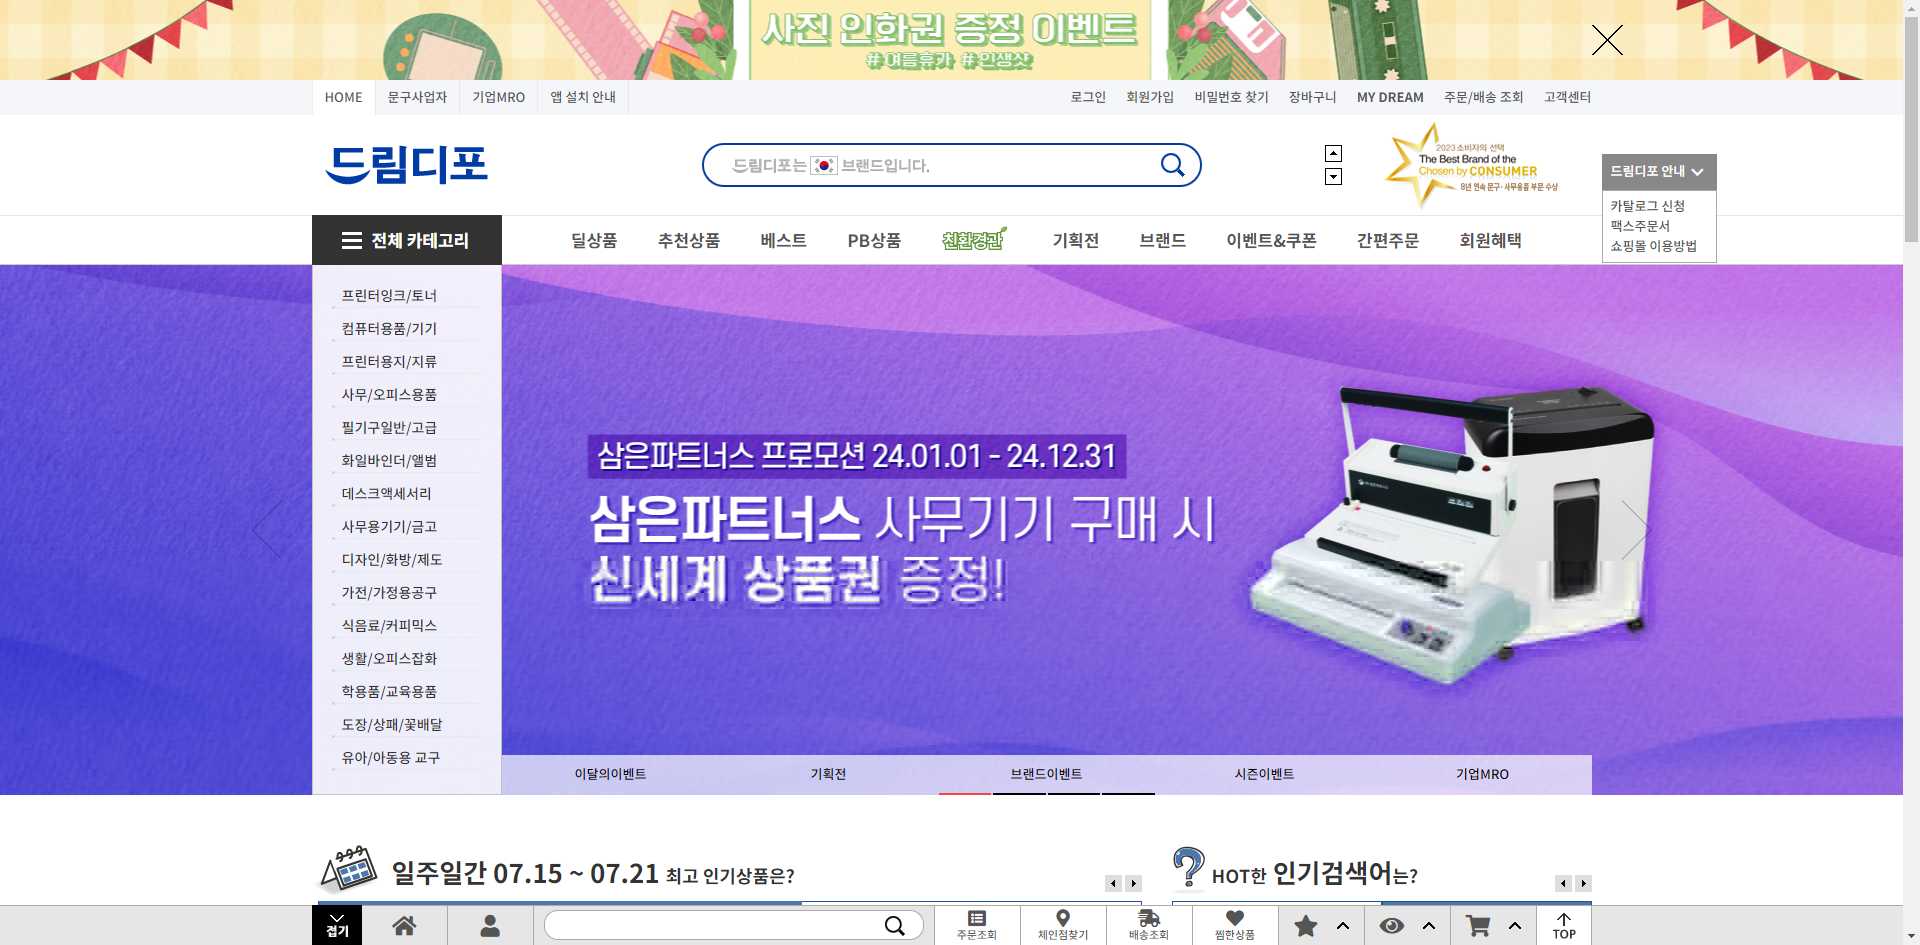 사진 인화권 증정 이벤트
# 여름휴가 # 인생샷
HOME 문구사업자 기업MRO 앱 설치 안내 로그인 회원가입 비밀번호 찾기 장바구니 MY DREAM 주문/배송 조회 고객센터
드림디포
드림디포는 브랜드입니다.
2023 소비자의 선택
The Best Brand of the
Chosen by CONSUMER
8년 연속 문구·사무용품 부문 수상
드림디포 안내
카탈로그 신청
팩스주문서
쇼핑몰 이용방법
전체 카테고리 딜상품 추천상품 베스트 PB상품 친환경관 기획전 브랜드 이벤트&쿠폰 간편주문 회원혜택
프린터잉크/토너
컴퓨터용품/기기
프린터용지/지류
사무/오피스용품
필기구일반/고급
화일바인더/앨범
데스크액세서리
사무용기기/금고
디자인/화방/제도
가전/가정용공구
식음료/커피믹스
생활/오피스잡화
학용품/교육용품
도장/상패/꽃배달
유아/아동용 교구
삼은파트너스 프로모션 24.01.01 - 24.12.31
삼은파트너스 사무기기 구매 시
신세계 상품권 증정!
이달의이벤트 기획전 브랜드이벤트 시즌이벤트 기업MRO
일주일간 07.15 ~ 07.21 최고 인기상품은?
HOT한 인기검색어는?
접기 주문조회 체인점찾기 배송조회 찜한상품 TOP